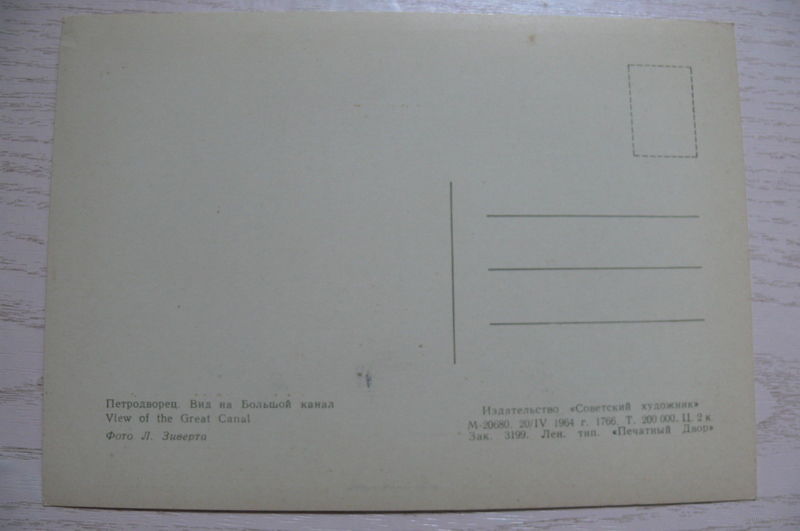 Петродворец. Вид на Большой канал
View of the Great Canal
Фото Л. Зиверта
Издательство «Советский художник»
М-20680. 20/IV 1964 г. 1766. Т. 200 000. Ц. 2 к.
Зак. 3199. Лен. тип. «Печатный Двор»